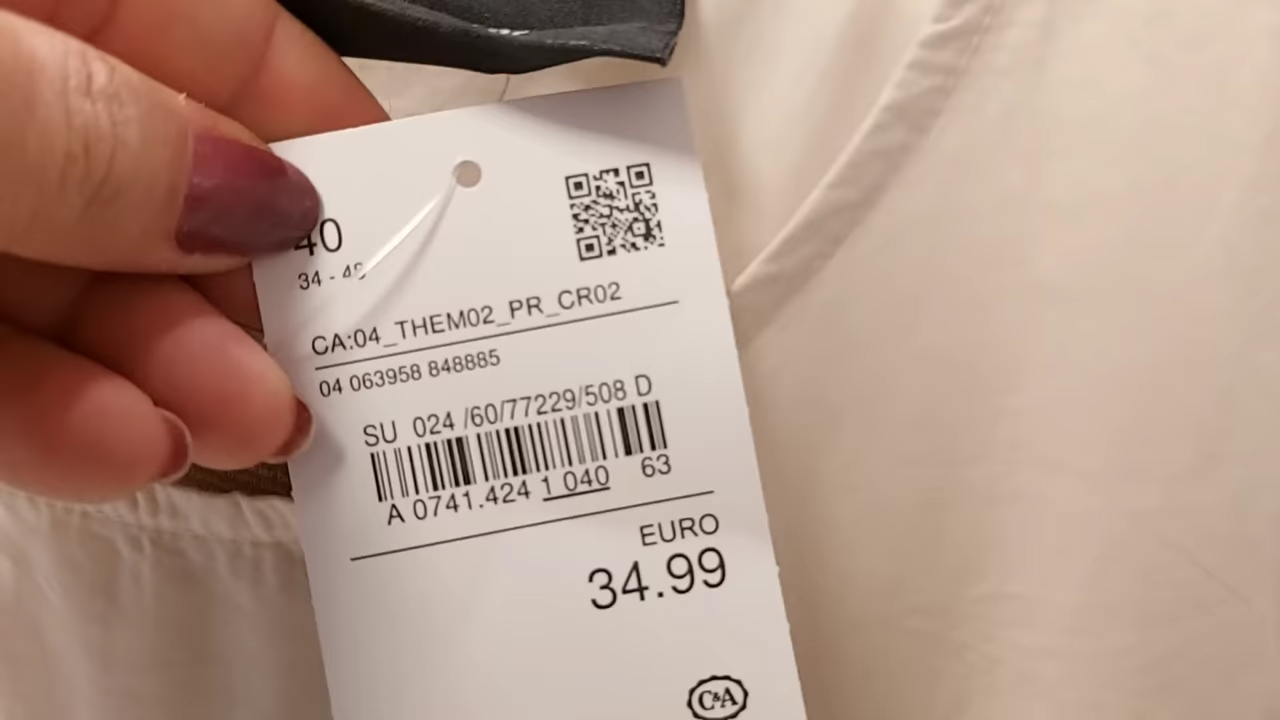 40
34 - 48
CA:04_THEM02_PR_CR02
04 063958 848885
SU 024 /60/77229/508 D
A 0741.424 1 040 63
EURO
34.99
C&A